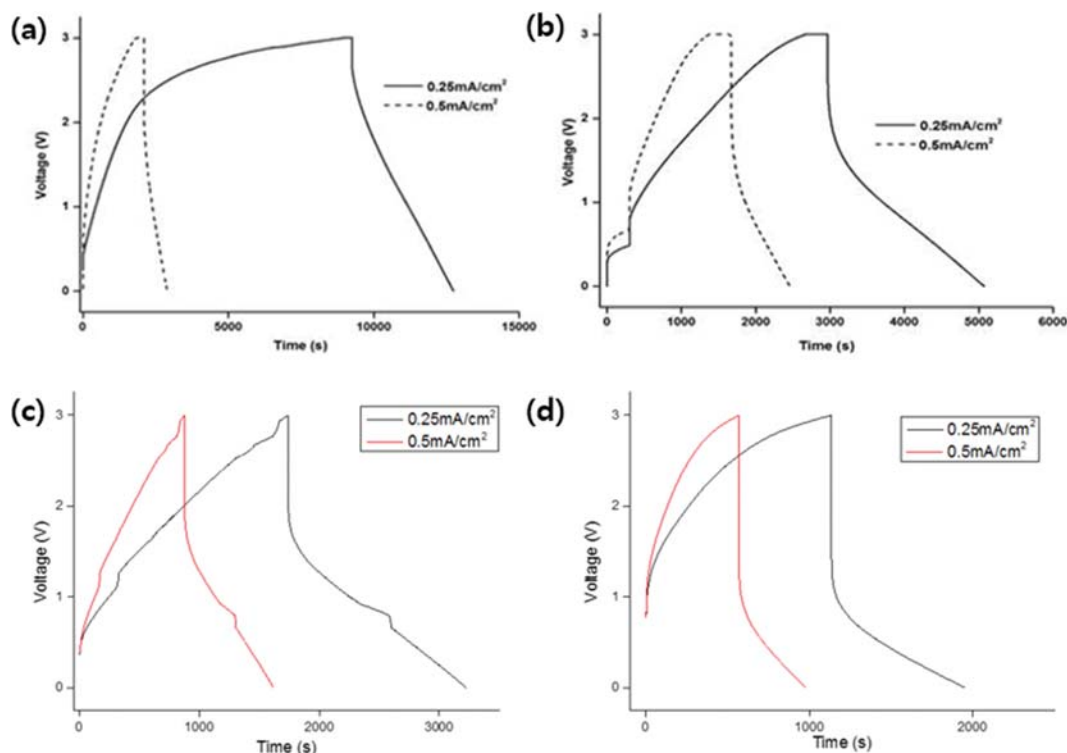 (a)
3
2
1
0
Voltage (V)
0.25mA/cm²
0.5mA/cm²
0
5000
10000
15000
Time (s)
(b)
3
2
1
0
Voltage (V)
0.25mA/cm²
0.5mA/cm²
0
1000
2000
3000
4000
5000
6000
Time (s)
(c)
3
2
1
0
Voltage (V)
0.25mA/cm²
0.5mA/cm²
0
1000
2000
3000
Time (s)
(d)
3
2
1
0
Voltage (V)
0.25mA/cm²
0.5mA/cm²
0
1000
2000
Time (s)